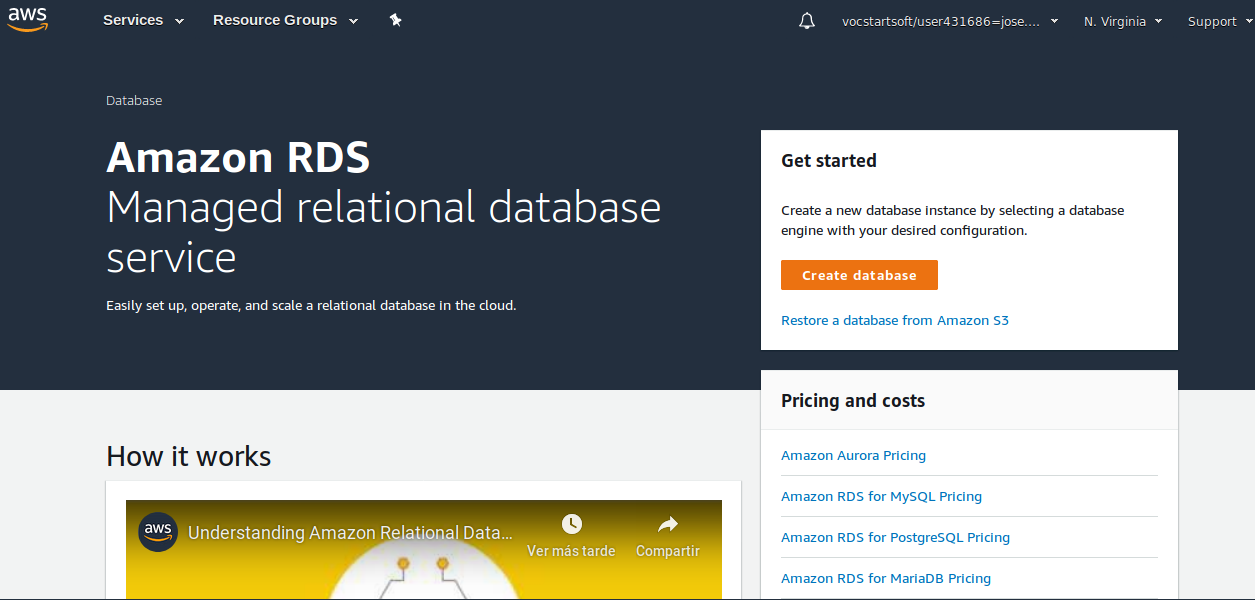 aws Services Resource Groups vocstartsoft/user431686=jose.... N. Virginia Support
Database
Amazon RDS
Managed relational database
service
Easily set up, operate, and scale a relational database in the cloud.
Get started
Create a new database instance by selecting a database
engine with your desired configuration.
Create database
Restore a database from Amazon S3
Pricing and costs
Amazon Aurora Pricing
Amazon RDS for MySQL Pricing
Amazon RDS for PostgreSQL Pricing
Amazon RDS for MariaDB Pricing
How it works
aws Understanding Amazon Relational Data...
Ver más tarde
Compartir